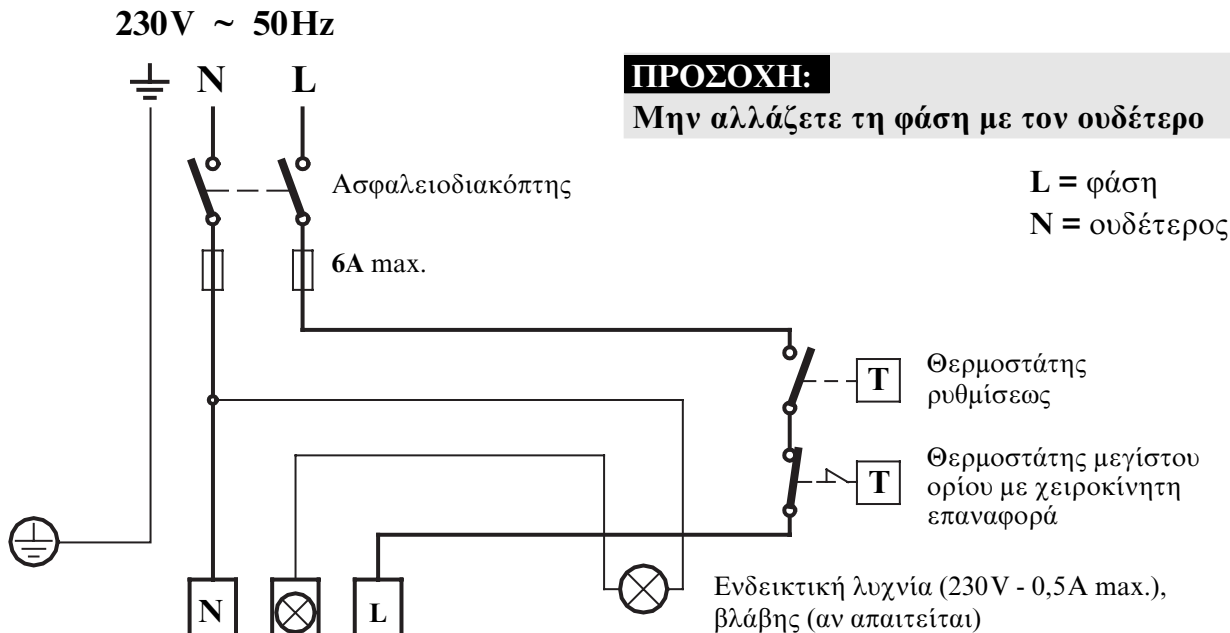 230V ~ 50Hz
N L
ΠΡΟΣΟΧΗ:
Μην αλλάζετε τη φάση με τον ουδέτερο
Ασφαλειοδιακόπτης
L = φάση
N = ουδέτερος
6A max.
T
Θερμοστάτης
ρυθμίσεως
T
Θερμοστάτης μεγίστου
ορίου με χειροκίνητη
επαναφορά
Ενδεικτική λυχνία (230V - 0,5A max.),
βλάβης (αν απαιτείται)
N L